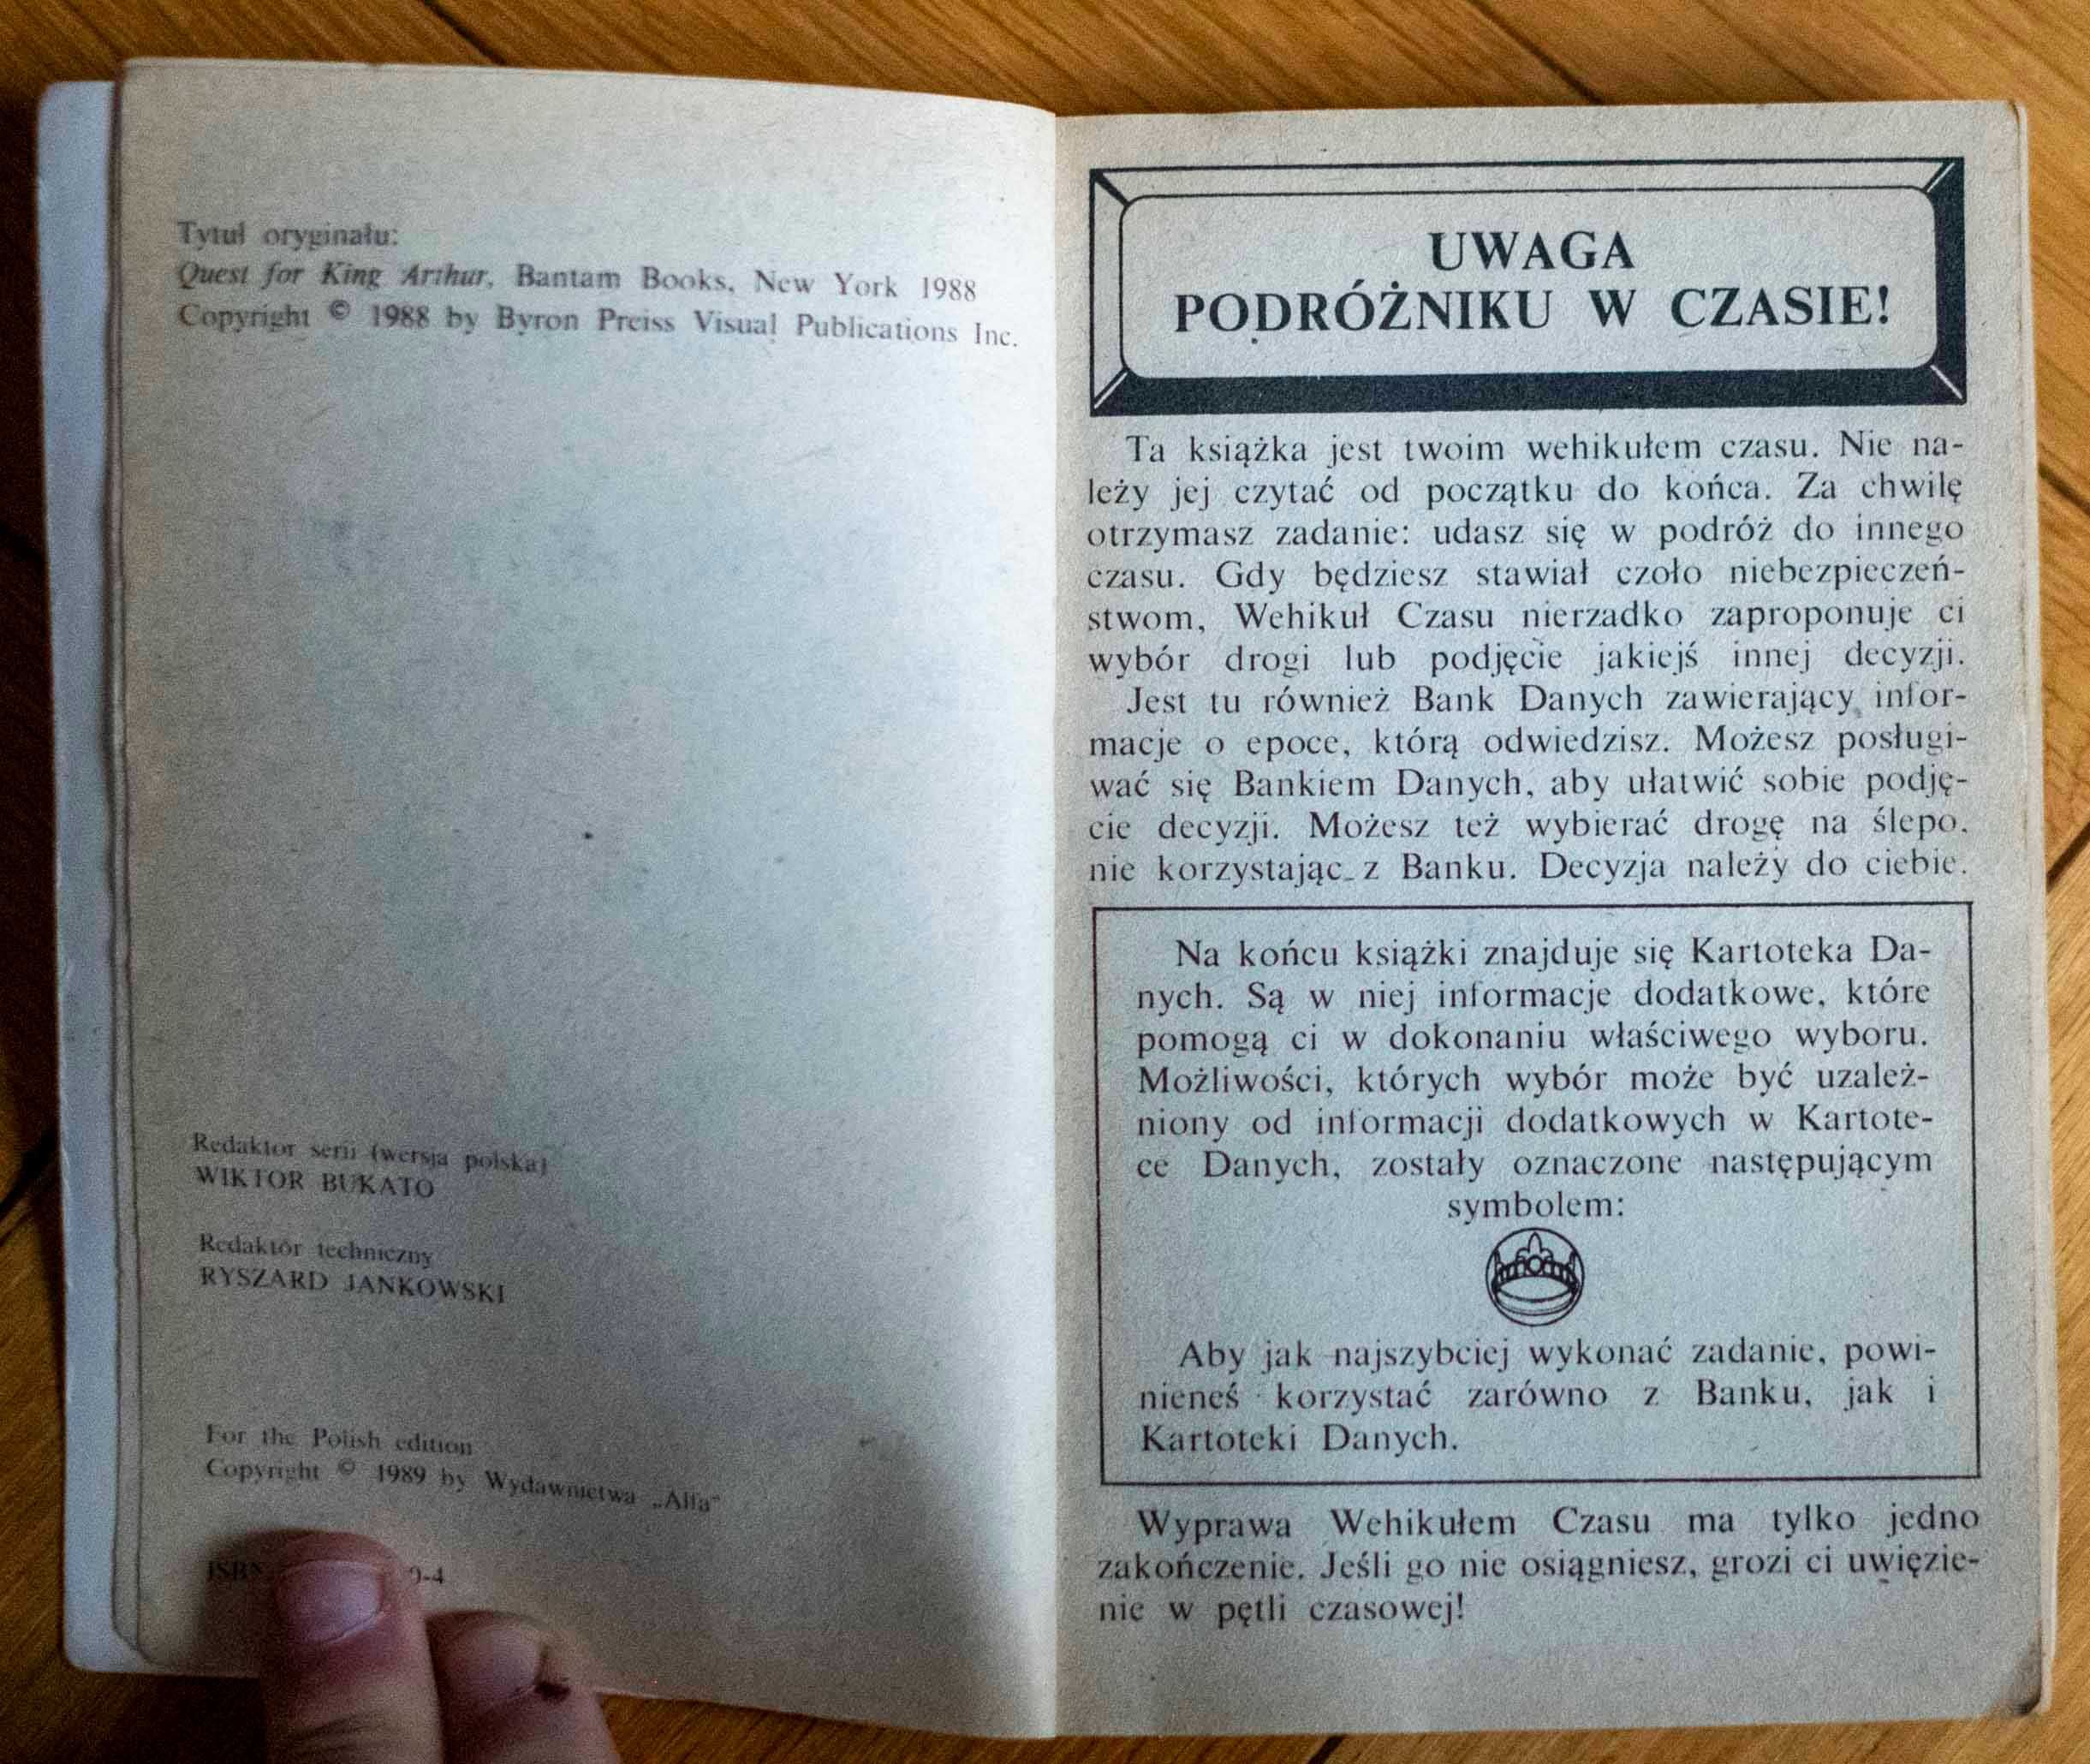 Tytuł oryginału:
Quest for King Arthur, Bantam Books, New York 1988
Copyright © 1988 by Byron Preiss Visual Publications Inc.
Redaktor serii (wersja polska)
WIKTOR BUKATO
Redaktor techniczny
RYSZARD JANKOWSKI
For the Polish edition
Copyright © 1989 by Wydawnictwa „Alfa”
ISBN 0-4
UWAGA
PODRÓŻNIKU W CZASIE!
Ta książka jest twoim wehikułem czasu. Nie na-
leży jej czytać od początku do końca. Za chwilę
otrzymasz zadanie: udasz się w podróż do innego
czasu. Gdy będziesz stawiał czoło niebezpieczeń-
stwom, Wehikuł Czasu nierzadko zaproponuje ci
wybór drogi lub podjęcie jakiejś innej decyzji.
Jest tu również Bank Danych zawierający infor-
macje o epoce, którą odwiedzisz. Możesz posługi-
wać się Bankiem Danych, aby ułatwić sobie podję-
cie decyzji. Możesz też wybierać drogę na ślepo,
nie korzystając z Banku. Decyzja należy do ciebie.
Na końcu książki znajduje się Kartoteka Da-
nych. Są w niej informacje dodatkowe, które
pomogą ci w dokonaniu właściwego wyboru.
Możliwości, których wybór może być uzależ-
niony od informacji dodatkowych w Kartote-
ce Danych, zostały oznaczone następującym
symbolem:
Aby jak najszybciej wykonać zadanie, powi-
nieneś korzystać zarówno z Banku, jak i
Kartoteki Danych.
Wyprawa Wehikułem Czasu ma tylko jedno
zakończenie. Jeśli go nie osiągniesz, grozi ci uwięzie-
nie w pętli czasowej!